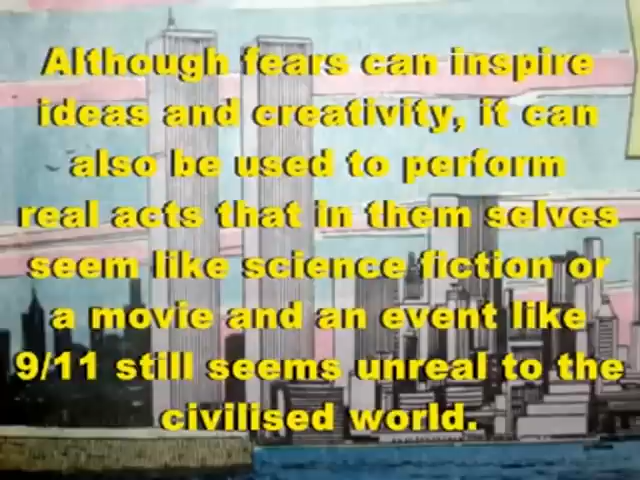 Although fears can inspire
ideas and creativity, it can
also be used to perform
real acts that in them selves
seem like science fiction or
a movie and an event like
9/11 still seems unreal to the
civilised world.